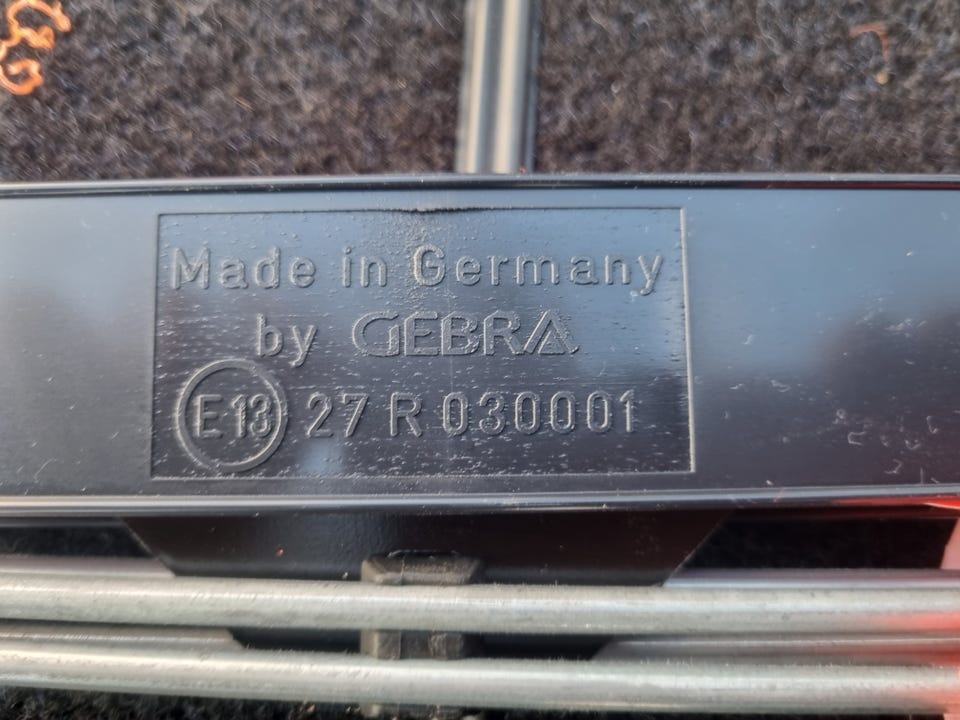 Made in Germany
by GEBRA
E13 27 R 030001